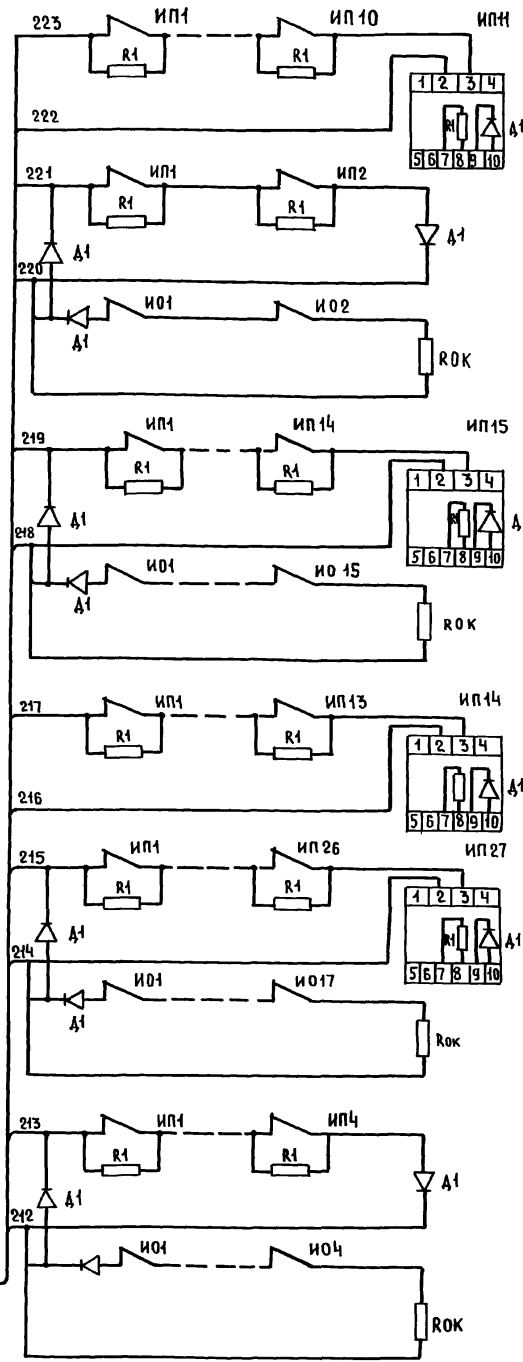 223 ИП1 ИП10 ИП11
R1 R1
1 2 3 4
222
R1 Д1
5 6 7 8 9 10
221 ИП1 ИП2
R1 R1
Д1 Д1
220
Д1 ИО1 ИО2
RОК
219 ИП1 ИП14 ИП15
R1 R1
1 2 3 4
Д1 R1 Д
218
5 6 7 8 9 10
Д1 ИО1 ИО15
RОК
217 ИП1 ИП13 ИП14
R1 R1
1 2 3 4
216
Д1
5 6 7 8 9 10
215 ИП1 ИП26 ИП27
R1 R1
1 2 3 4
Д1 R1 Д1
214
5 6 7 8 9 10
Д1 ИО1 ИО17
Rок
213 ИП1 ИП4
R1 R1
Д1 Д1
212
ИО1 ИО4
RОК